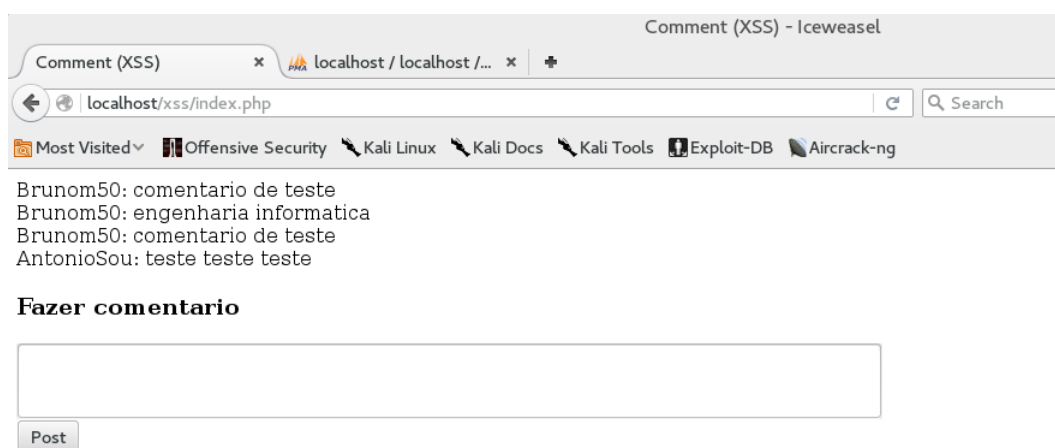 Comment (XSS) - Iceweasel
Comment (XSS) × PMA localhost / localhost /... ×
localhost/xss/index.php Search
Most Visited Offensive Security Kali Linux Kali Docs Kali Tools Exploit-DB Aircrack-ng
Brunom50: comentario de teste
Brunom50: engenharia informatica
Brunom50: comentario de teste
AntonioSou: teste teste teste
Fazer comentario
Post